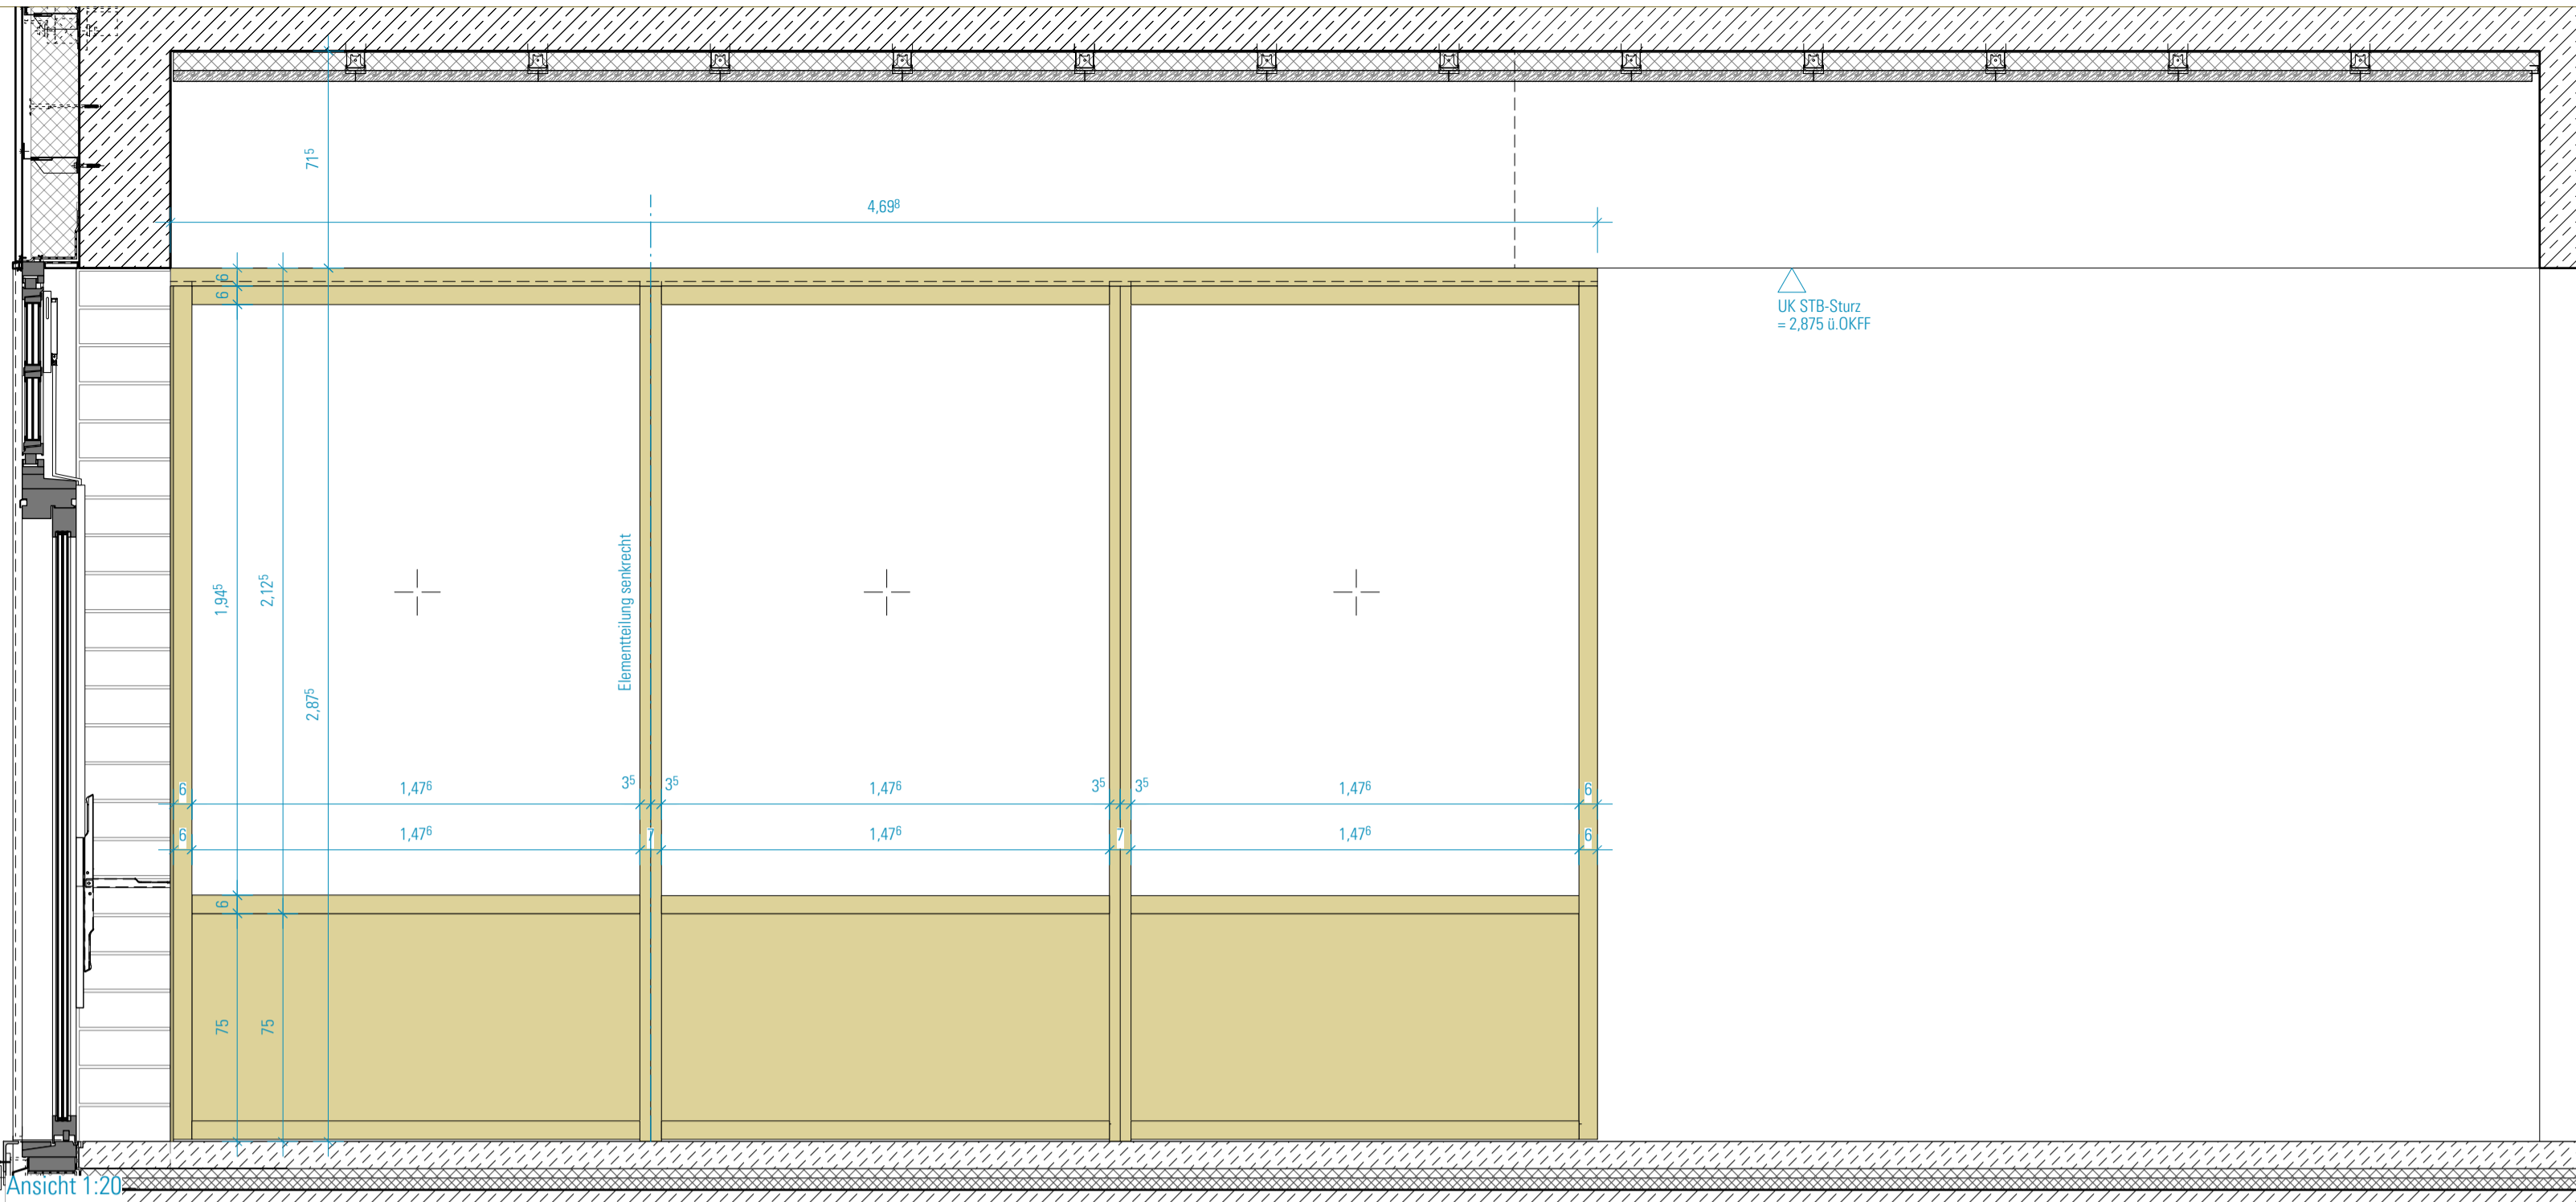 71⁵
4,69⁸
6
6
UK STB-Sturz
= 2,875 ü.OKFF
Elementteilung senkrecht
1,94⁵
2,12⁵
2,87⁵
6 1,47⁶ 3⁵ 3⁵ 1,47⁶ 3⁵ 3⁵ 1,47⁶ 6
6 1,47⁶ 7 1,47⁶ 7 1,47⁶ 6
6
75 75
Ansicht 1:20